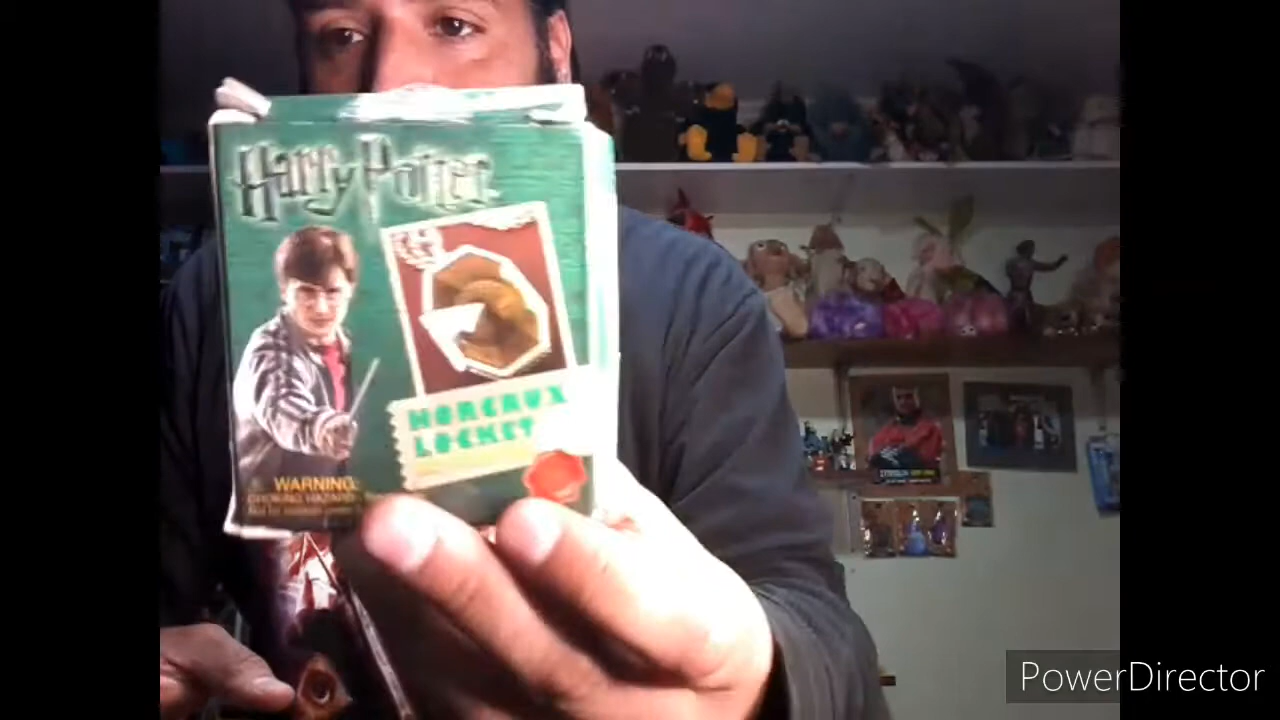 Harry Potter
HORCRUX
LOCKET
WARNING:
CHOKING HAZARD
PowerDirector